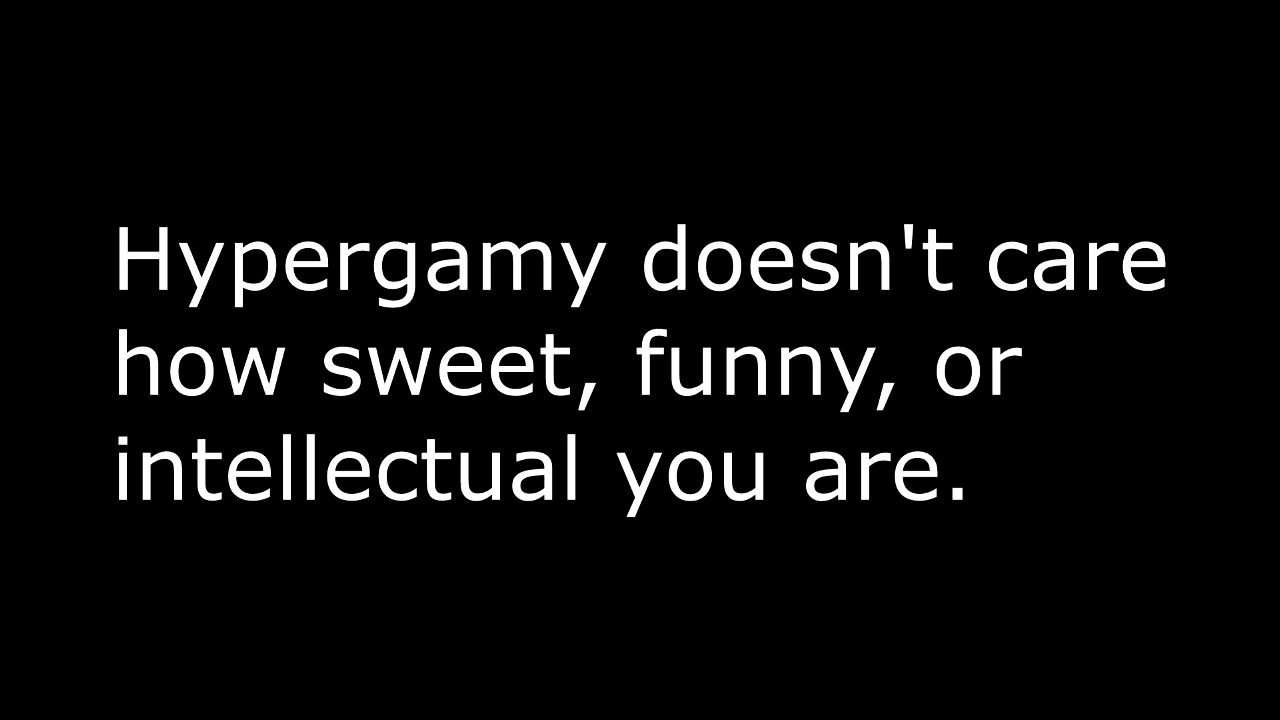 Hypergamy doesn't care
how sweet, funny, or
intellectual you are.